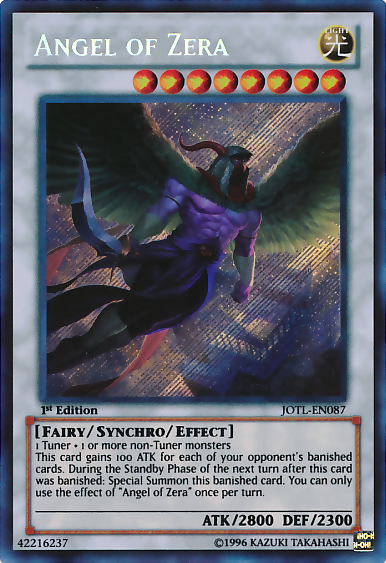 ANGEL OF ZERA
LIGHT
光
1st Edition
JOTL-EN087
[FAIRY/SYNCHRO/EFFECT]
1 Tuner + 1 or more non-Tuner monsters
This card gains 100 ATK for each of your opponent's banished
cards. During the Standby Phase of the next turn after this card
was banished: Special Summon this banished card. You can only
use the effect of "Angel of Zera" once per turn.
ATK/2800 DEF/2300
42216237
©1996 KAZUKI TAKAHASHI